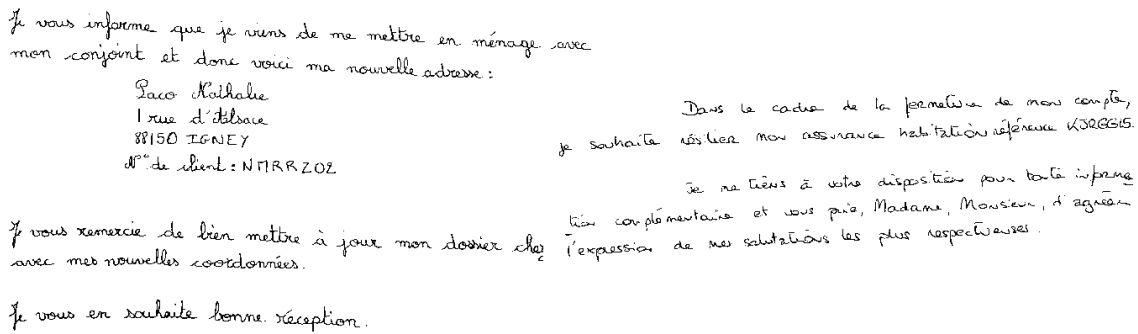 Je vous informe que je viens de me mettre en ménage avec
mon conjoint et donc voici ma nouvelle adresse :
Paco Nathalie
1 rue d'Alsace
88150 IGNEY
N° de client : NMRRZ02
Je vous remercie de bien mettre à jour mon dossier chez
avec mes nouvelles coordonnées.
Je vous en souhaite bonne réception.
Dans le cadre de la fermeture de mon compte,
je souhaite résilier mon assurance habitation référence
Je me tiens à votre disposition pour toute informa
tion complémentaire et vous prie, Madame, Monsieur, d'agréer
l'expression de mes salutations les plus respectueuses.